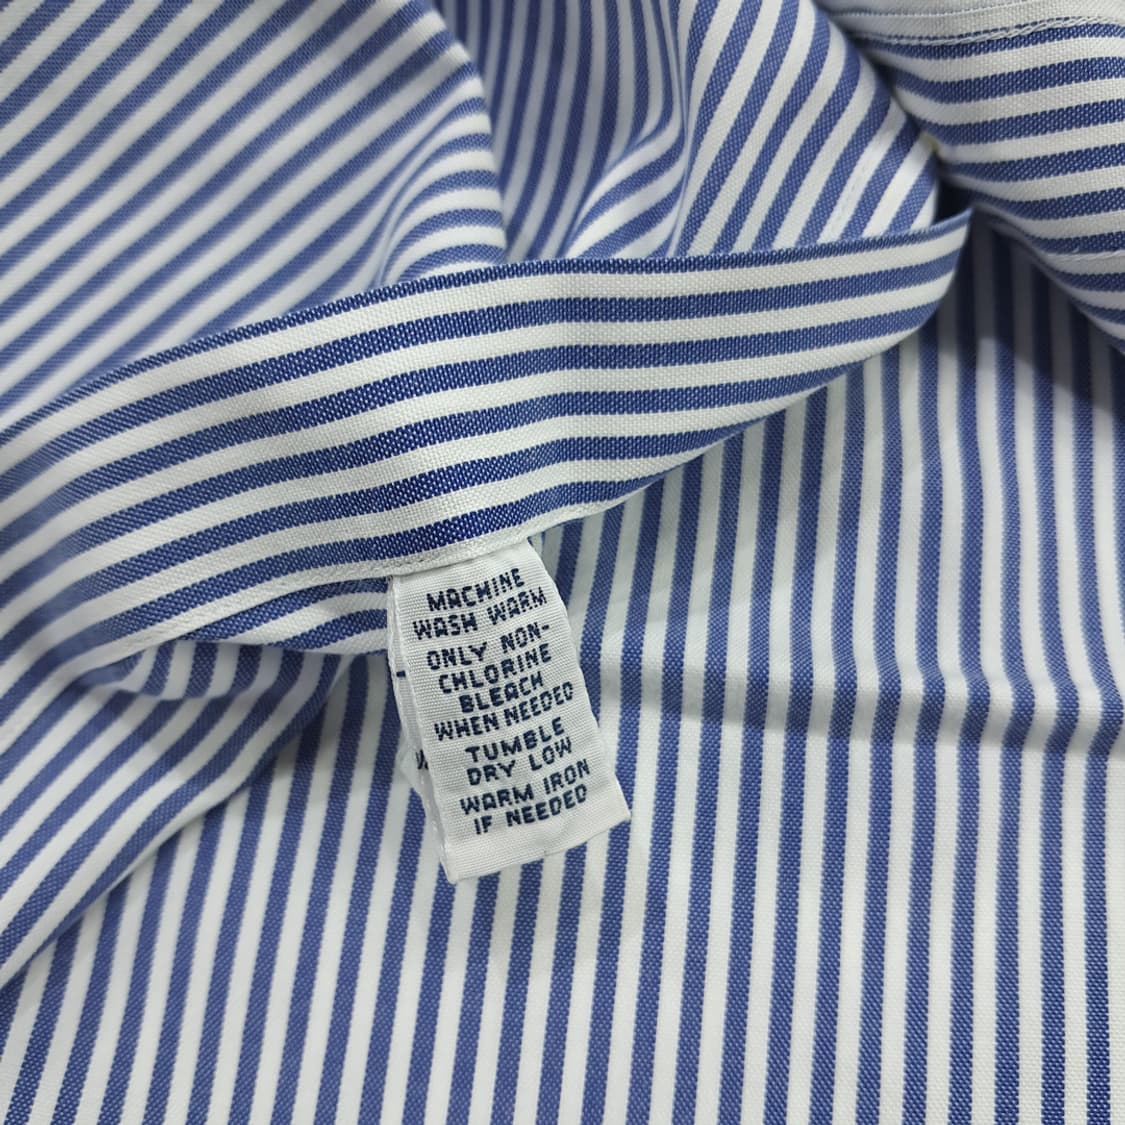 MACHINE
WASH WARM
ONLY NON-
CHLORINE
BLEACH
WHEN NEEDED
TUMBLE
DRY LOW
WARM IRON
IF NEEDED